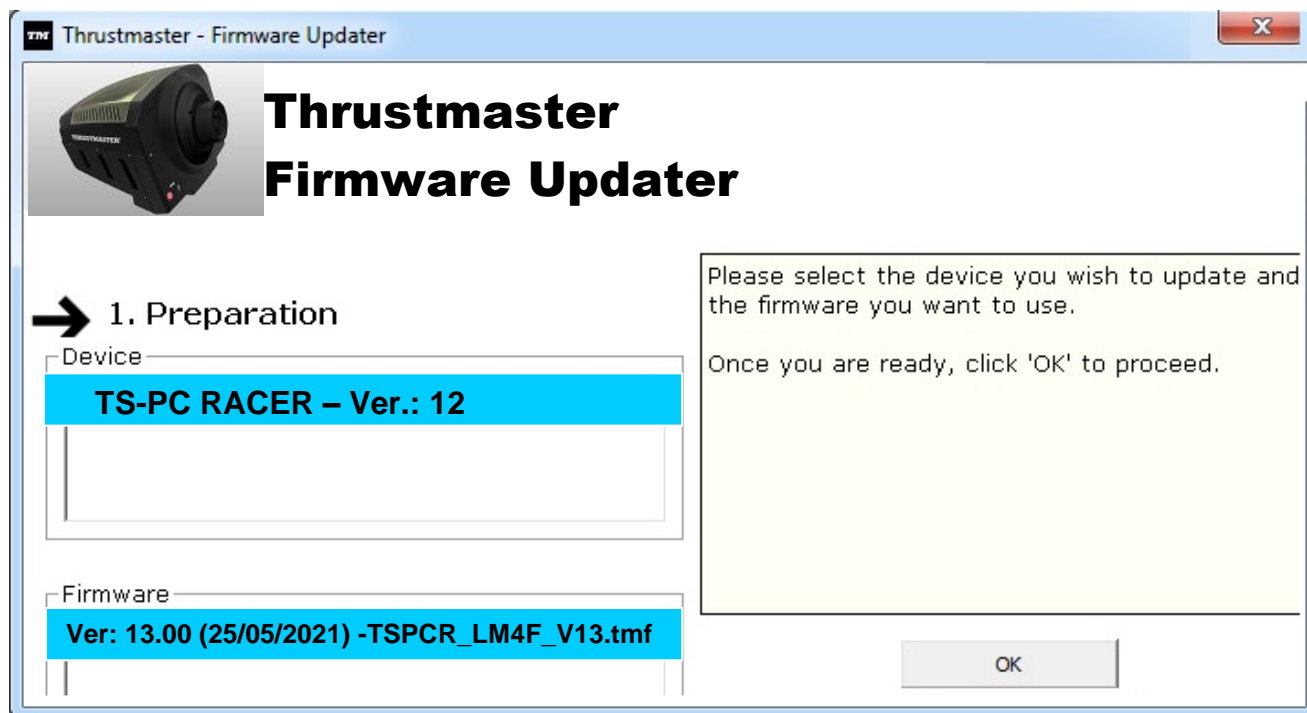 TM Thrustmaster - Firmware Updater
X
THRUSTMASTER
Thrustmaster
Firmware Updater
1. Preparation
Device
TS-PC RACER – Ver.: 12
Firmware
Ver: 13.00 (25/05/2021) -TSPCR_LM4F_V13.tmf
Please select the device you wish to update and
the firmware you want to use.
Once you are ready, click 'OK' to proceed.
OK